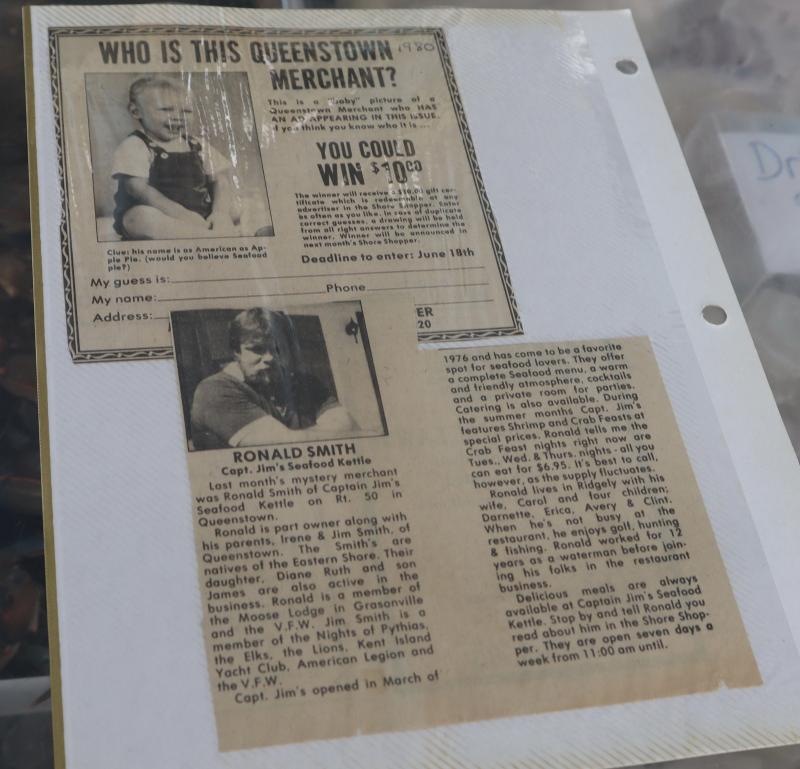 WHO IS THIS QUEENSTOWN 1980
MERCHANT?
This is a "baby" picture of a
Queenstown Merchant who HAS
AN AD APPEARING IN THIS ISSUE.
If you think you know who it is ...
YOU COULD
WIN $10.00
The winner will receive a $10.00 gift cer-
tificate which is redeemable at any
advertiser in the Shore Shopper. Enter
as often as you like. In case of duplicate
correct guesses, a drawing will be held
from all right answers to determine the
winner. Winner will be announced in
next month's Shore Shopper.
Clue: his name is as American as Ap-
ple Pie. (would you believe Seafood
pie?)
Deadline to enter: June 18th
My guess is:
My name: Phone
Address:
ER
20
RONALD SMITH
Capt. Jim's Seafood Kettle
Last month's mystery merchant
was Ronald Smith of Captain Jim's
Seafood Kettle on Rt. 50 in
Queenstown.
Ronald is part owner along with
his parents, Irene & Jim Smith, of
Queenstown. The Smith's are
natives of the Eastern Shore. Their
daughter, Diane Ruth and son
James are also active in the
business. Ronald is a member of
the Moose Lodge in Grasonville
and the V.F.W. Jim Smith is a
member of the Nights of Pythias,
the Elks, the Lions, Kent Island
Yacht Club, American Legion and
the V.F.W.
Capt. Jim's opened in March of
1976 and has come to be a favorite
spot for seafood lovers. They offer
a complete Seafood menu, a warm
and friendly atmosphere, cocktails
and a private room for parties.
Catering is also available. During
the summer months Capt. Jim's
features Shrimp and Crab Feasts at
special prices. Ronald tells me the
Crab Feast nights right now are
Tues., Wed. & Thurs. nights - all you
can eat for $6.95. It's best to call,
however, as the supply fluctuates.
Ronald lives in Ridgely with his
wife, Carol and four children;
Darnette, Erica, Avery & Clint.
When he's not busy at the
restaurant, he enjoys golf, hunting
& fishing. Ronald worked for 12
years as a waterman before join-
ing his folks in the restaurant
business.
Delicious meals are always
available at Captain Jim's Seafood
Kettle. Stop by and tell Ronald you
read about him in the Shore Shop-
per. They are open seven days a
week from 11:00 am until.